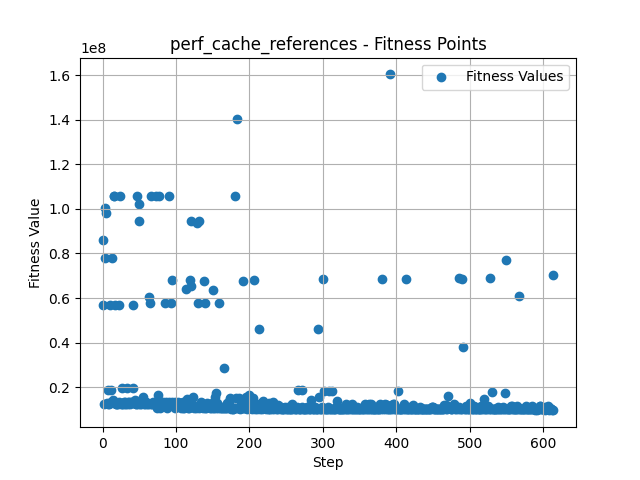 perf_cache_references - Fitness Points
1e8
Fitness Values
1.6
1.4
1.2
1.0
0.8
0.6
0.4
0.2
Fitness Value
0 100 200 300 400 500 600
Step